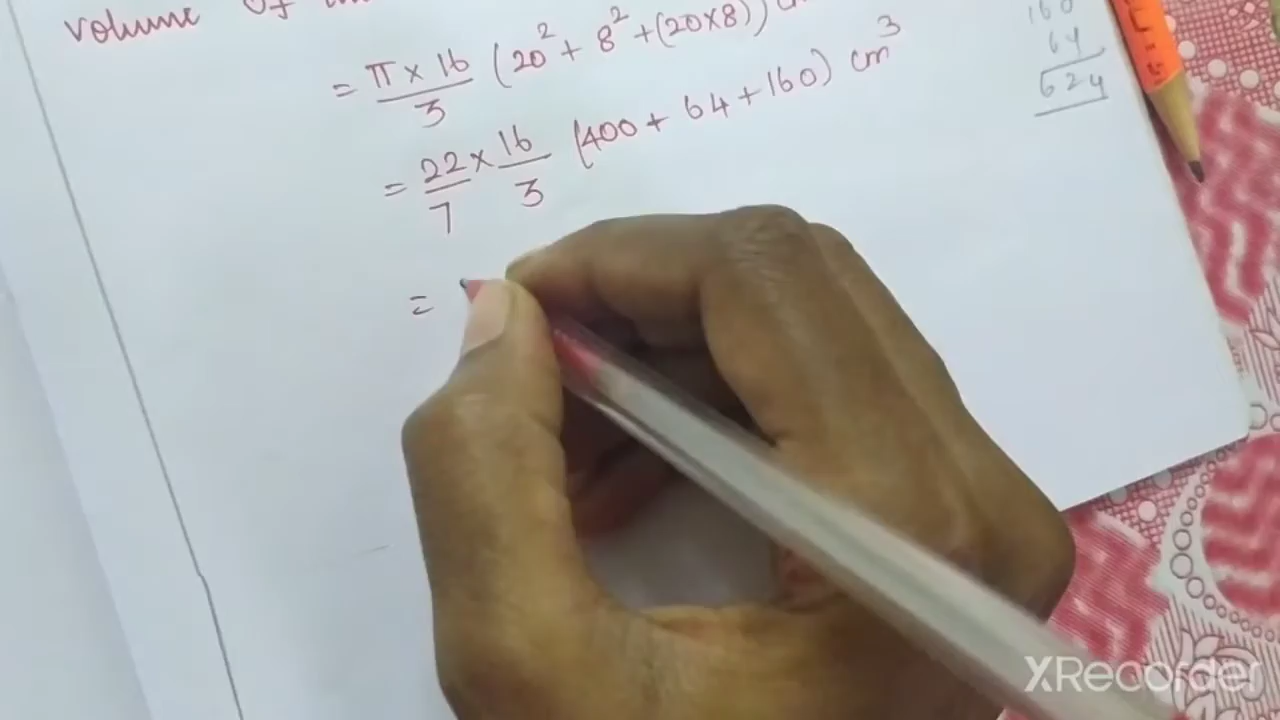 Volume Of
= π × 16/3 (20² + 8² + (20×8))
= 22/7 × 16/3 (400 + 64 + 160) cm³
=
160
64
624
XRecorder